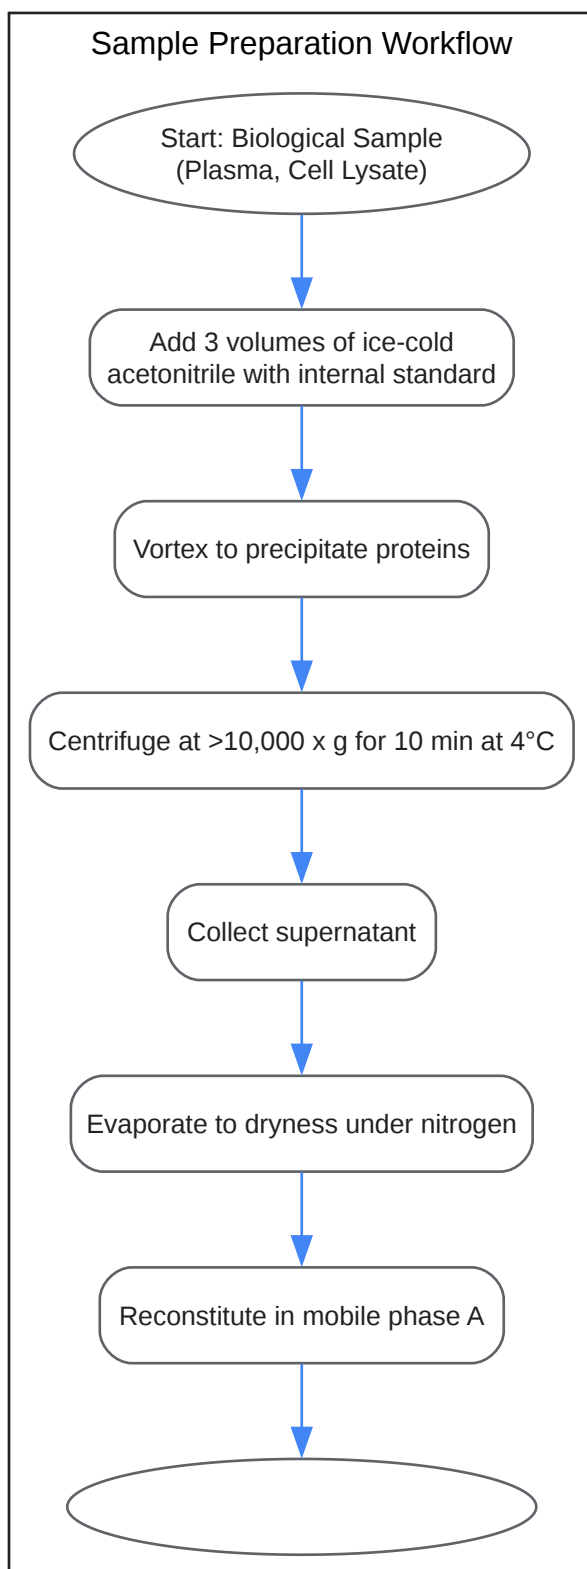 Sample Preparation Workflow
Start: Biological Sample
(Plasma, Cell Lysate)
Add 3 volumes of ice-cold
acetonitrile with internal standard
Vortex to precipitate proteins
Centrifuge at >10,000 x g for 10 min at 4°C
Collect supernatant
Evaporate to dryness under nitrogen
Reconstitute in mobile phase A